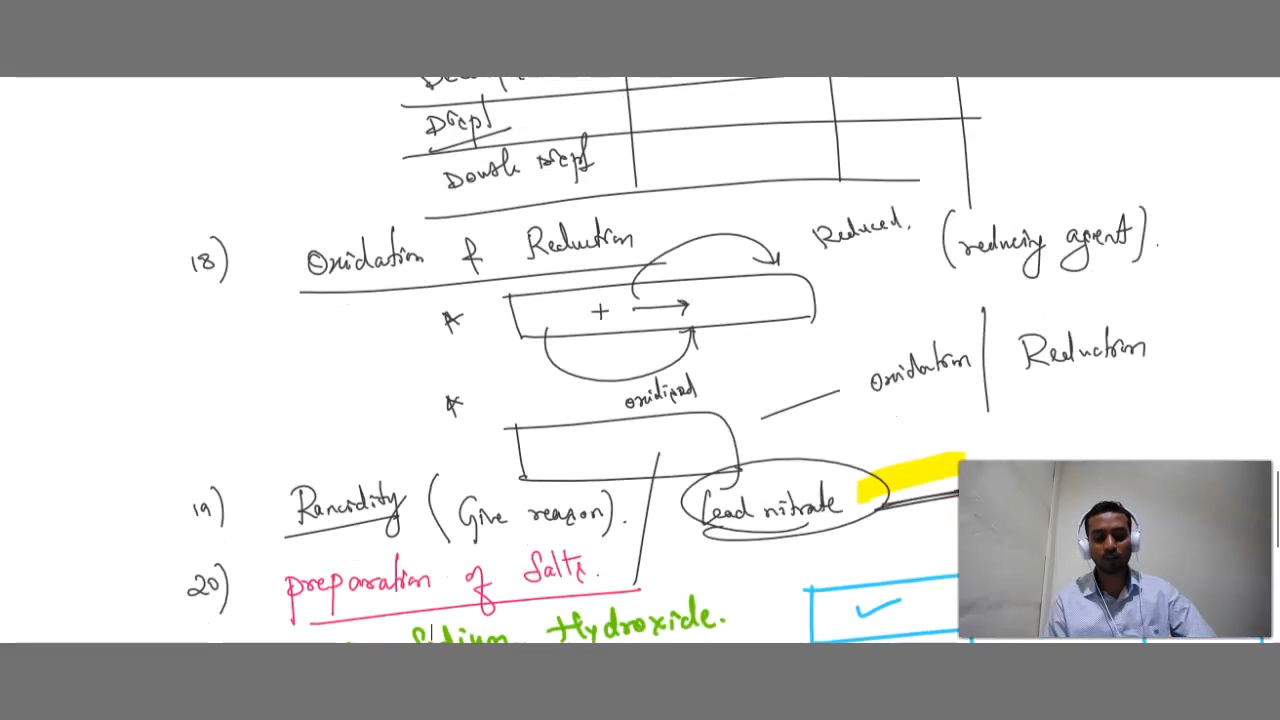 Displ
Double Displ
18) Oxidation & Reduction
Reduced. (reducing agent).
+ →
oxidized
Oxidation | Reduction
19) Rancidity (Give reason). Lead nitrate
20) preparation of Salts.
Hydroxide.